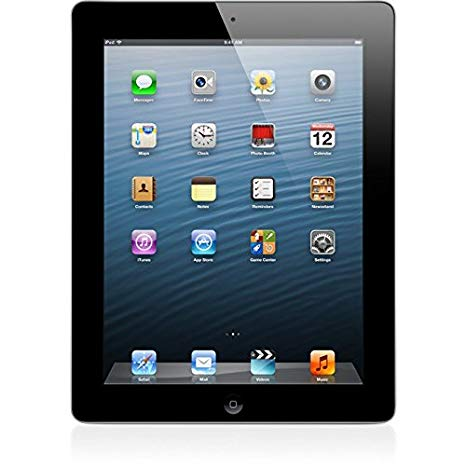 iPad 9:41 AM
Messages FaceTime Photos Camera
Wednesday
12
Maps Clock Photo Booth Calendar
Contacts Notes Reminders Newsstand
iTunes App Store Game Center Settings
Safari Mail Videos Music